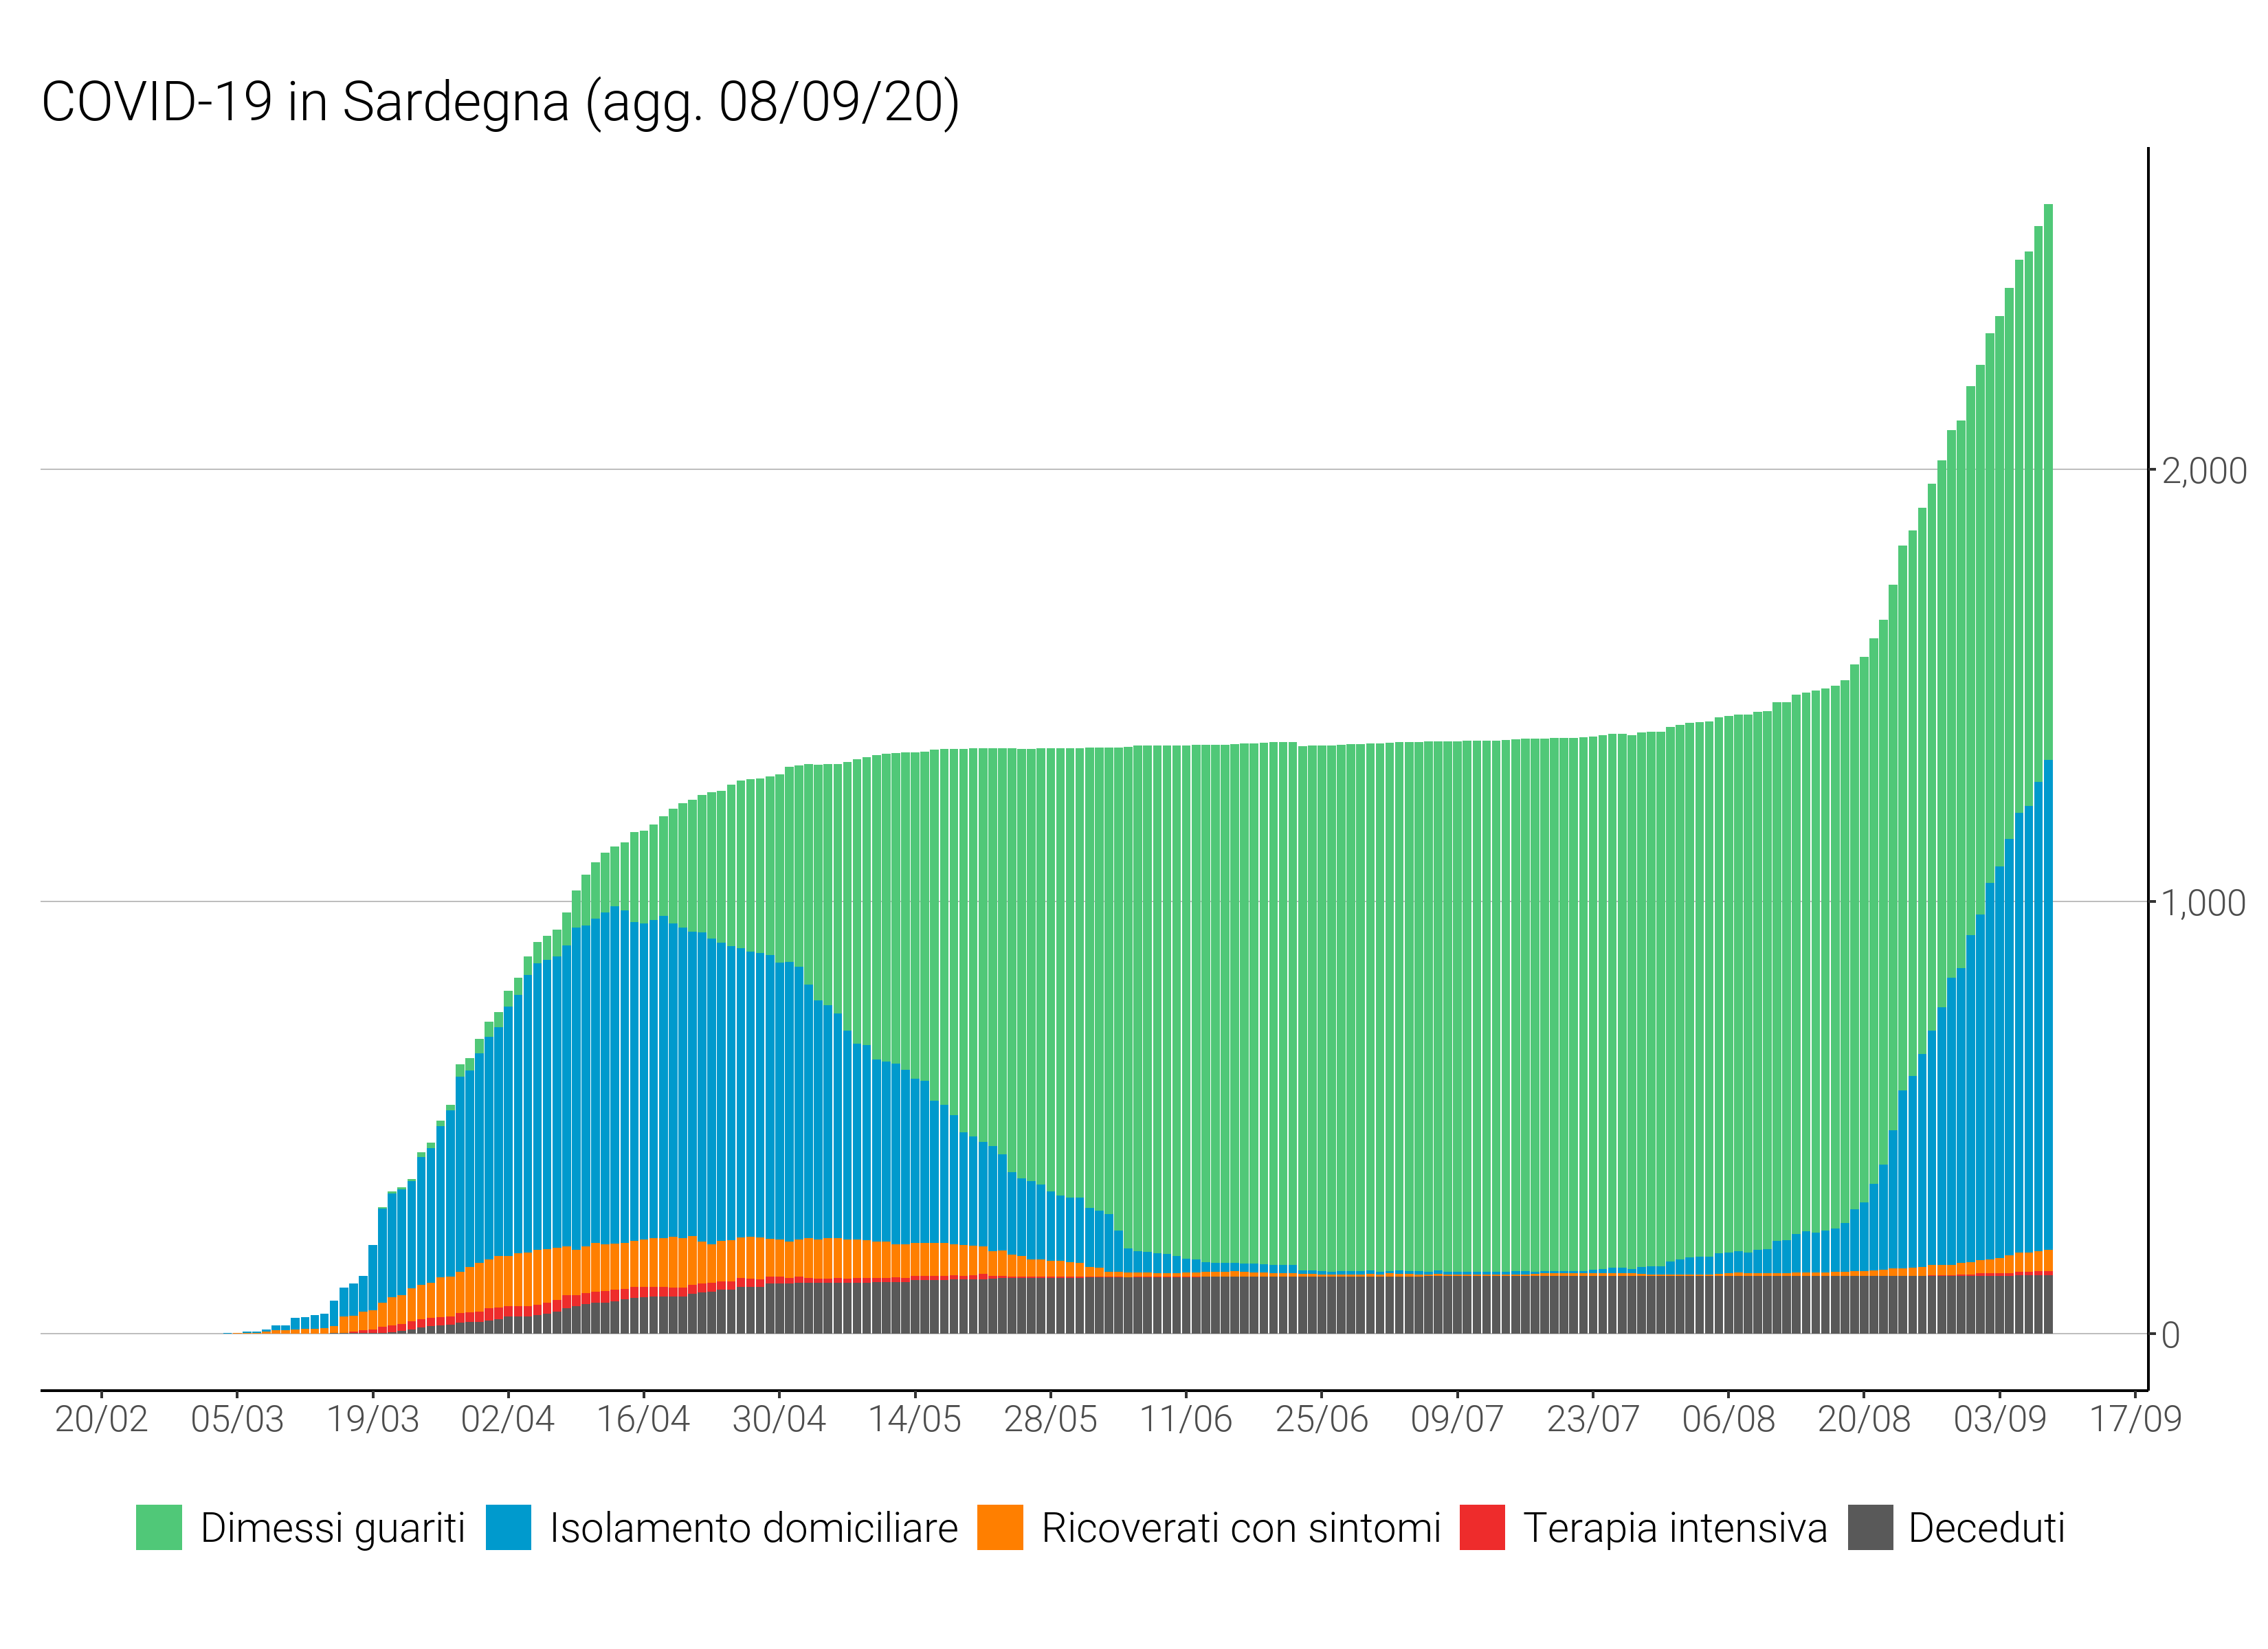 COVID-19 in Sardegna (agg. 08/09/20)
2,000
1,000
0
20/02 05/03 19/03 02/04 16/04 30/04 14/05 28/05 11/06 25/06 09/07 23/07 06/08 20/08 03/09 17/09
Dimessi guariti Isolamento domiciliare Ricoverati con sintomi Terapia intensiva Deceduti